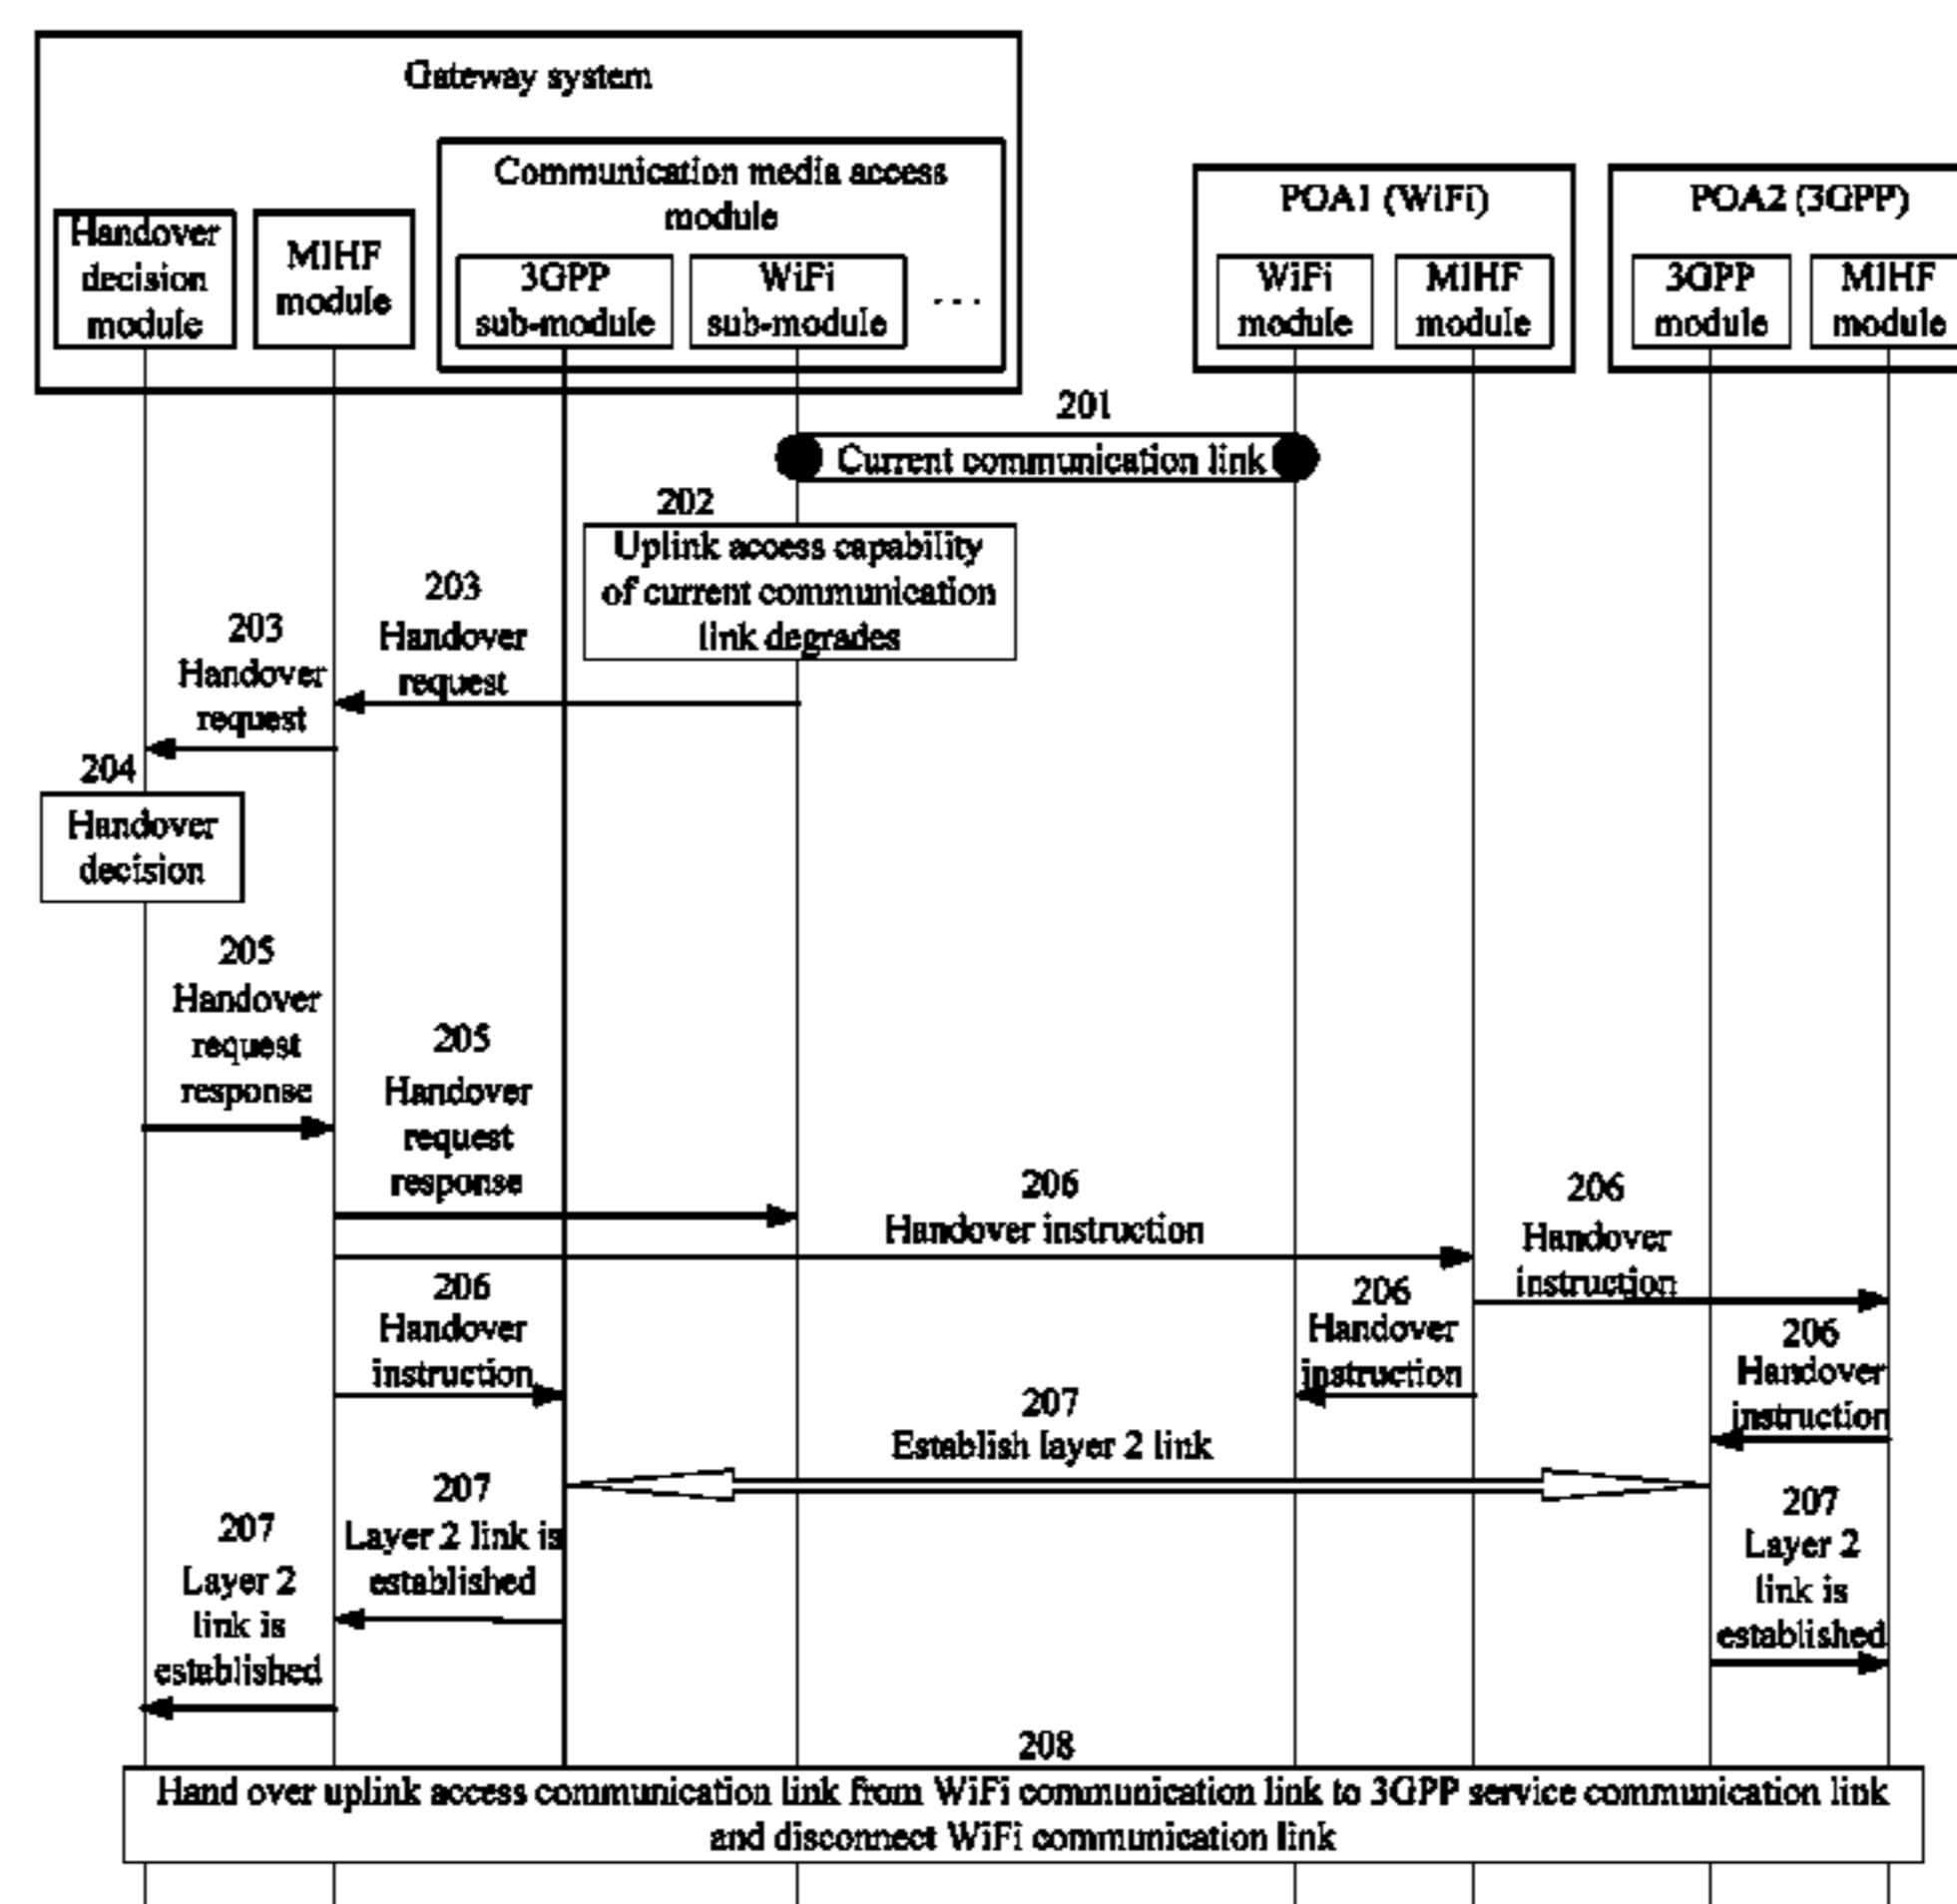 Gateway system
Communication media access
module
Handover
decision
module
MIHF
module
3GPP
sub-module
WiFi
sub-module
...
POA1 (WiFi)
WiFi
module
MIHF
module
POA2 (3GPP)
3GPP
module
MIHF
module
201
Current communication link
202
Uplink access capability
of current communication
link degrades
203
Handover
request
203
Handover
request
204
Handover
decision
205
Handover
request
response
205
Handover
request
response
206
Handover instruction
206
Handover
instruction
206
Handover
instruction
206
Handover
instruction
206
Handover
instruction
207
Establish layer 2 link
207
Layer 2 link is
established
207
Layer 2
link is
established
207
Layer 2
link is
established
208
Hand over uplink access communication link from WiFi communication link to 3GPP service communication link
and disconnect WiFi communication link